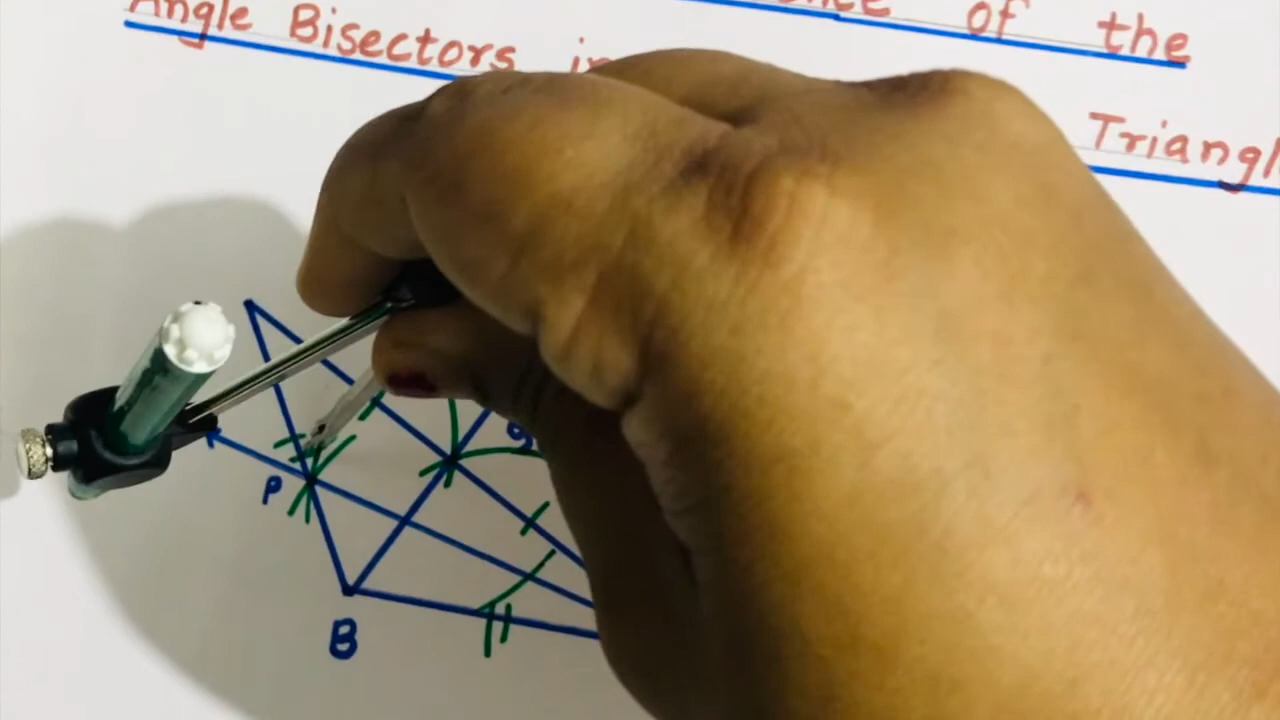 of the
Angle Bisectors
Triangl
P
B